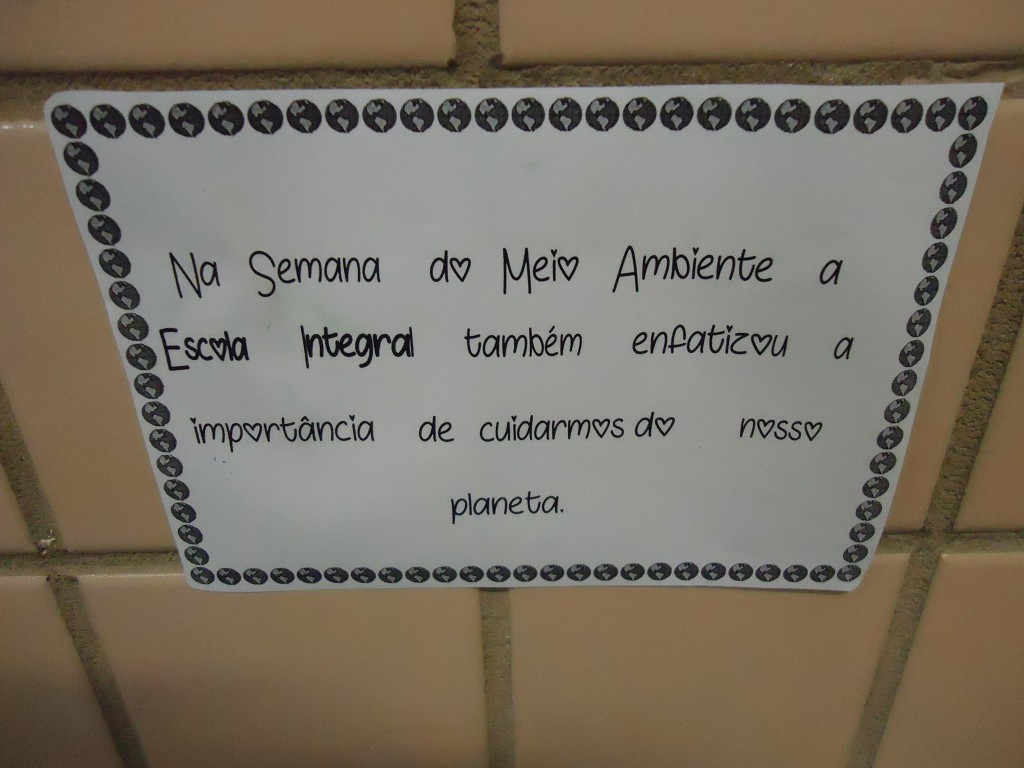 Na Semana do Meio Ambiente a
Escola Integral também enfatizou a
importância de cuidarmos do nosso
planeta.